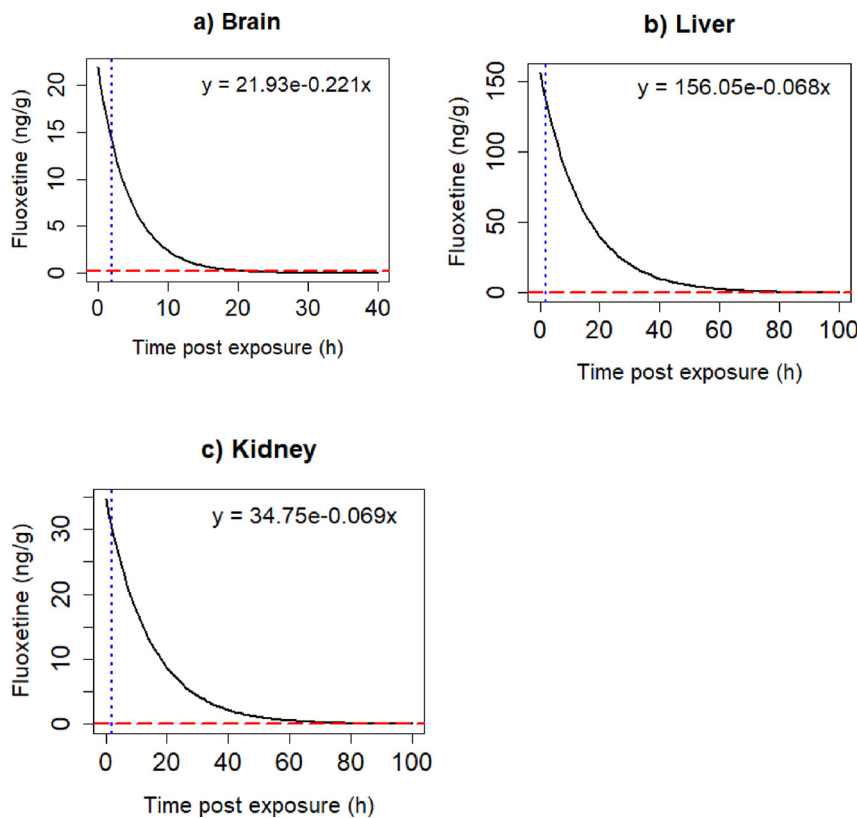 a) Brain
y = 21.93e-0.221x
Fluoxetine (ng/g)
20
15
10
5
0
0 10 20 30 40
Time post exposure (h)
b) Liver
y = 156.05e-0.068x
Fluoxetine (ng/g)
150
100
50
0
0 20 40 60 80 100
Time post exposure (h)
c) Kidney
y = 34.75e-0.069x
Fluoxetine (ng/g)
30
20
10
0
0 20 40 60 80 100
Time post exposure (h)